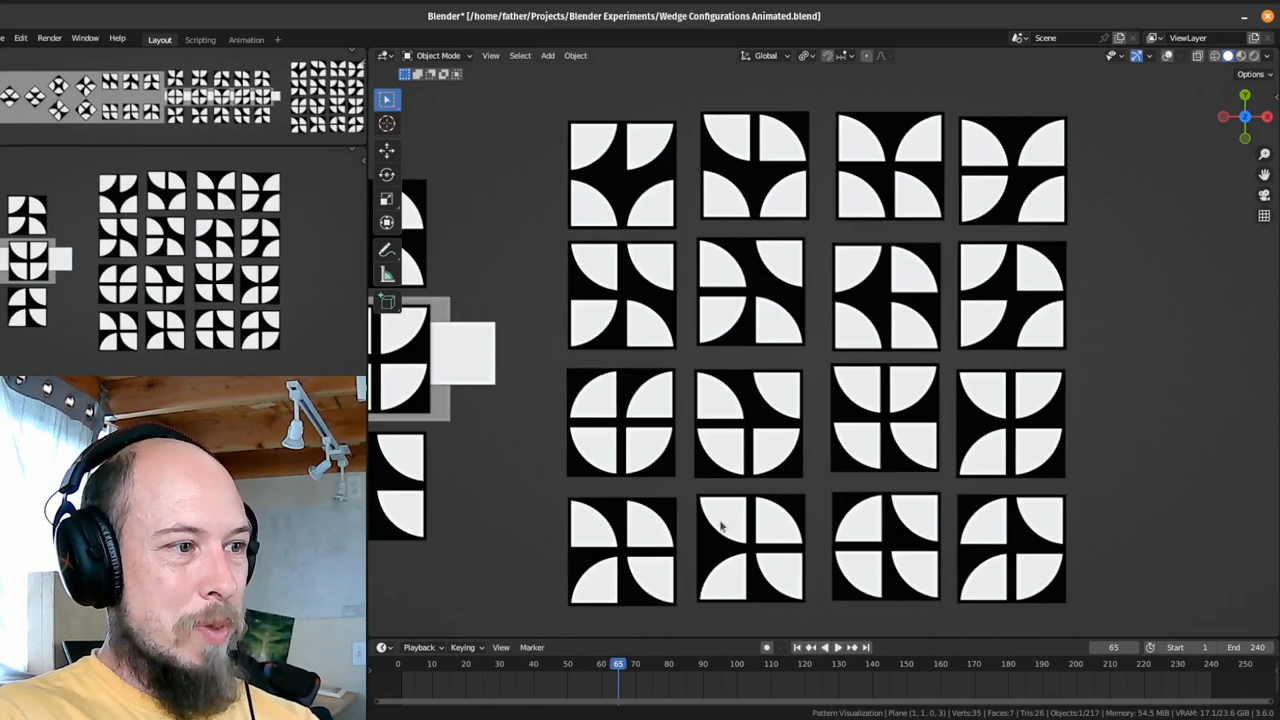 Blender* [/home/father/Projects/Blender Experiments/Wedge Configurations Animated.blend]
Edit Render Window Help Layout Scripting Animation + Scene ViewLayer
Object Mode View Select Add Object Global
Options
Y
X
Z
Playback Keying View Marker 65 Start 1 End 240
0 10 20 30 40 50 60 65 70 80 90 100 110 120 130 140 150 160 170 180 190 200 210 220 230 240 250
Pattern Visualization | Plane (1, 1, 0, 3) | Verts:35 | Faces:7 | Tris:26 | Objects:1/217 | Memory: 54.5 MiB | VRAM: 17.1/23.6 GiB | 3.6.0